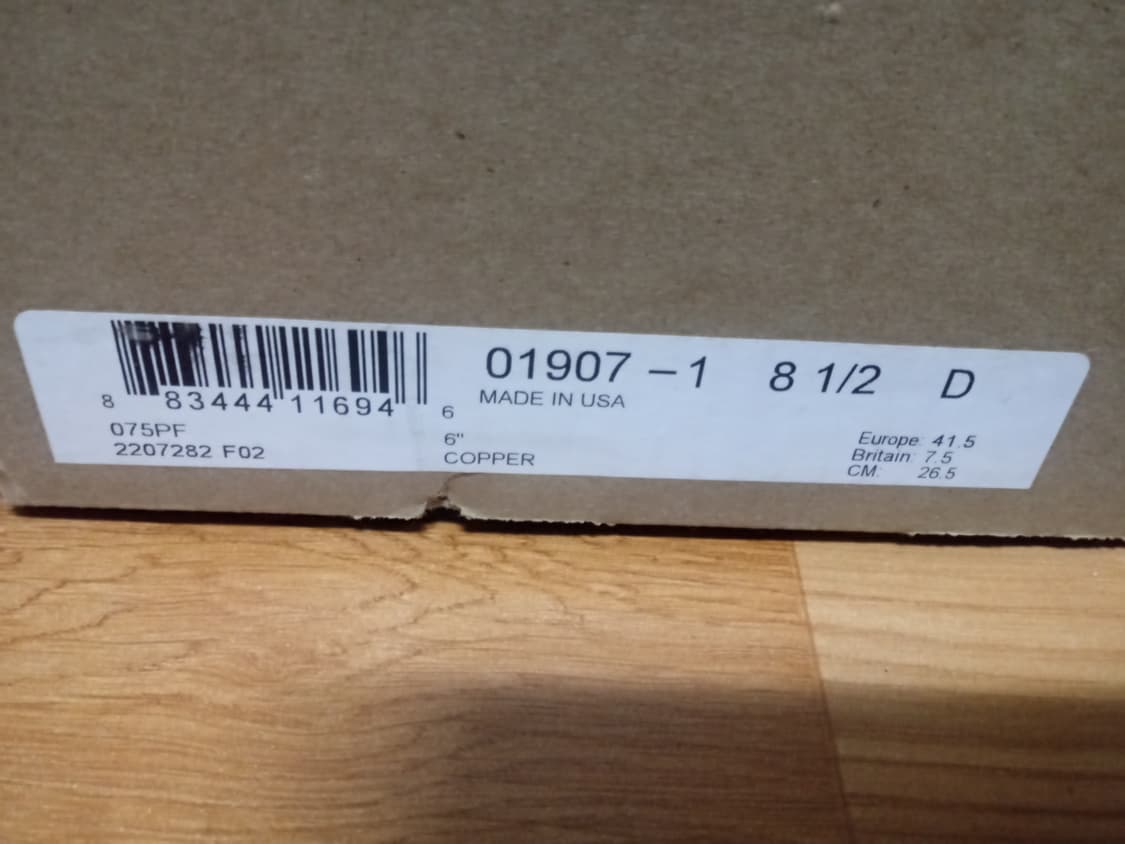 01907 – 1 8 1/2 D
8 83444 11694 6
MADE IN USA
075PF
2207282 F02
6"
COPPER
Europe: 41.5
Britain: 7.5
CM: 26.5